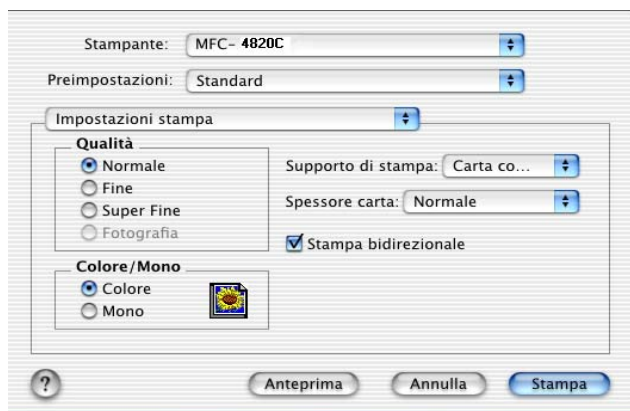 Stampante: MFC- 4820C
Preimpostazioni: Standard
Impostazioni stampa
Qualità
Normale
Fine
Super Fine
Fotografia
Supporto di stampa: Carta co...
Spessore carta: Normale
Stampa bidirezionale
Colore/Mono
Colore
Mono
? Anteprima Annulla Stampa